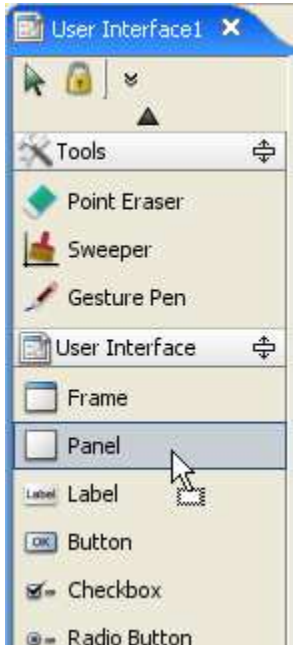 User Interface1
Tools
Point Eraser
Sweeper
Gesture Pen
User Interface
Frame
Panel
Label Label
OK Button
Checkbox
Radio Button